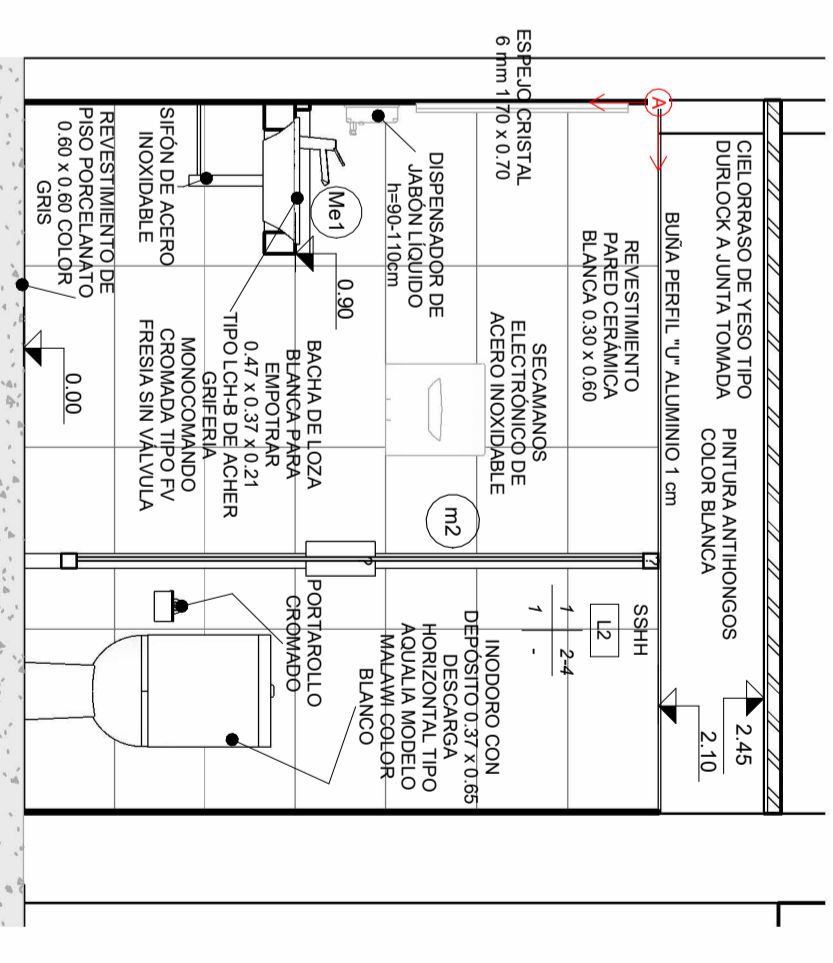 CIELORRASO DE YESO TIPO
DURLOCK A JUNTA TOMADA
PINTURA ANTIHONGOS
COLOR BLANCA
2.45
2.10
A
BUÑA PERFIL "U" ALUMINIO 1 cm
ESPEJO CRISTAL
6 mm 1.70 x 0.70
REVESTIMIENTO
PARED CERÁMICA
BLANCA 0.30 x 0.60
SSHH
L2
1
2-4
1
-
DISPENSADOR DE
JABÓN LÍQUIDO
h=90-110cm
SECAMANOS
ELECTRÓNICO DE
ACERO INOXIDABLE
m2
INODORO CON
DEPÓSITO 0.37 x 0.65
DESCARGA
HORIZONTAL TIPO
AQUALIA MODELO
MALAWI COLOR
BLANCO
Me1
0.90
BACHA DE LOZA
BLANCA PARA
EMPOTRAR
0.47 x 0.37 x 0.21
TIPO LCH-B DE ACHER
GRIFERIA
MONOCOMANDO
CROMADA TIPO FV
FRESIA SIN VÁLVULA
PORTAROLLO
CROMADO
?
?
SIFÓN DE ACERO
INOXIDABLE
REVESTIMIENTO DE
PISO PORCELANATO
0.60 x 0.60 COLOR
GRIS
0.00